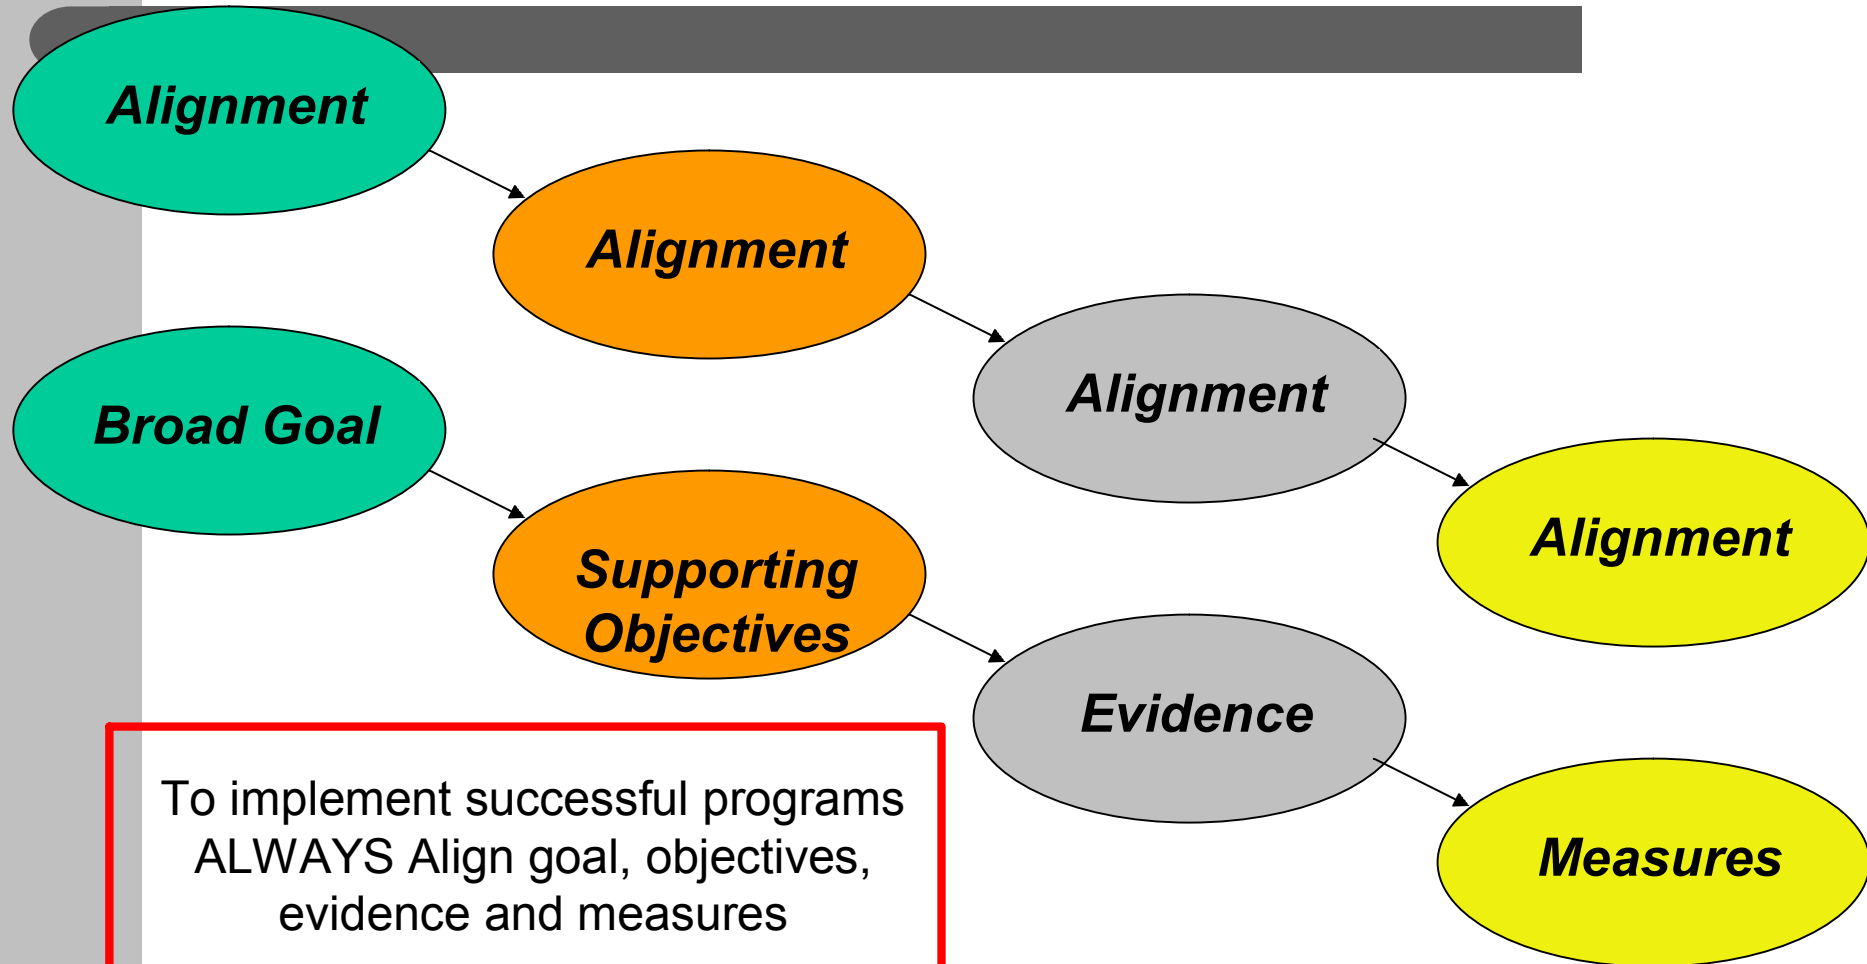 Alignment
Alignment
Alignment
Alignment
Broad Goal
Supporting
Objectives
Evidence
Measures
To implement successful programs
ALWAYS Align goal, objectives,
evidence and measures